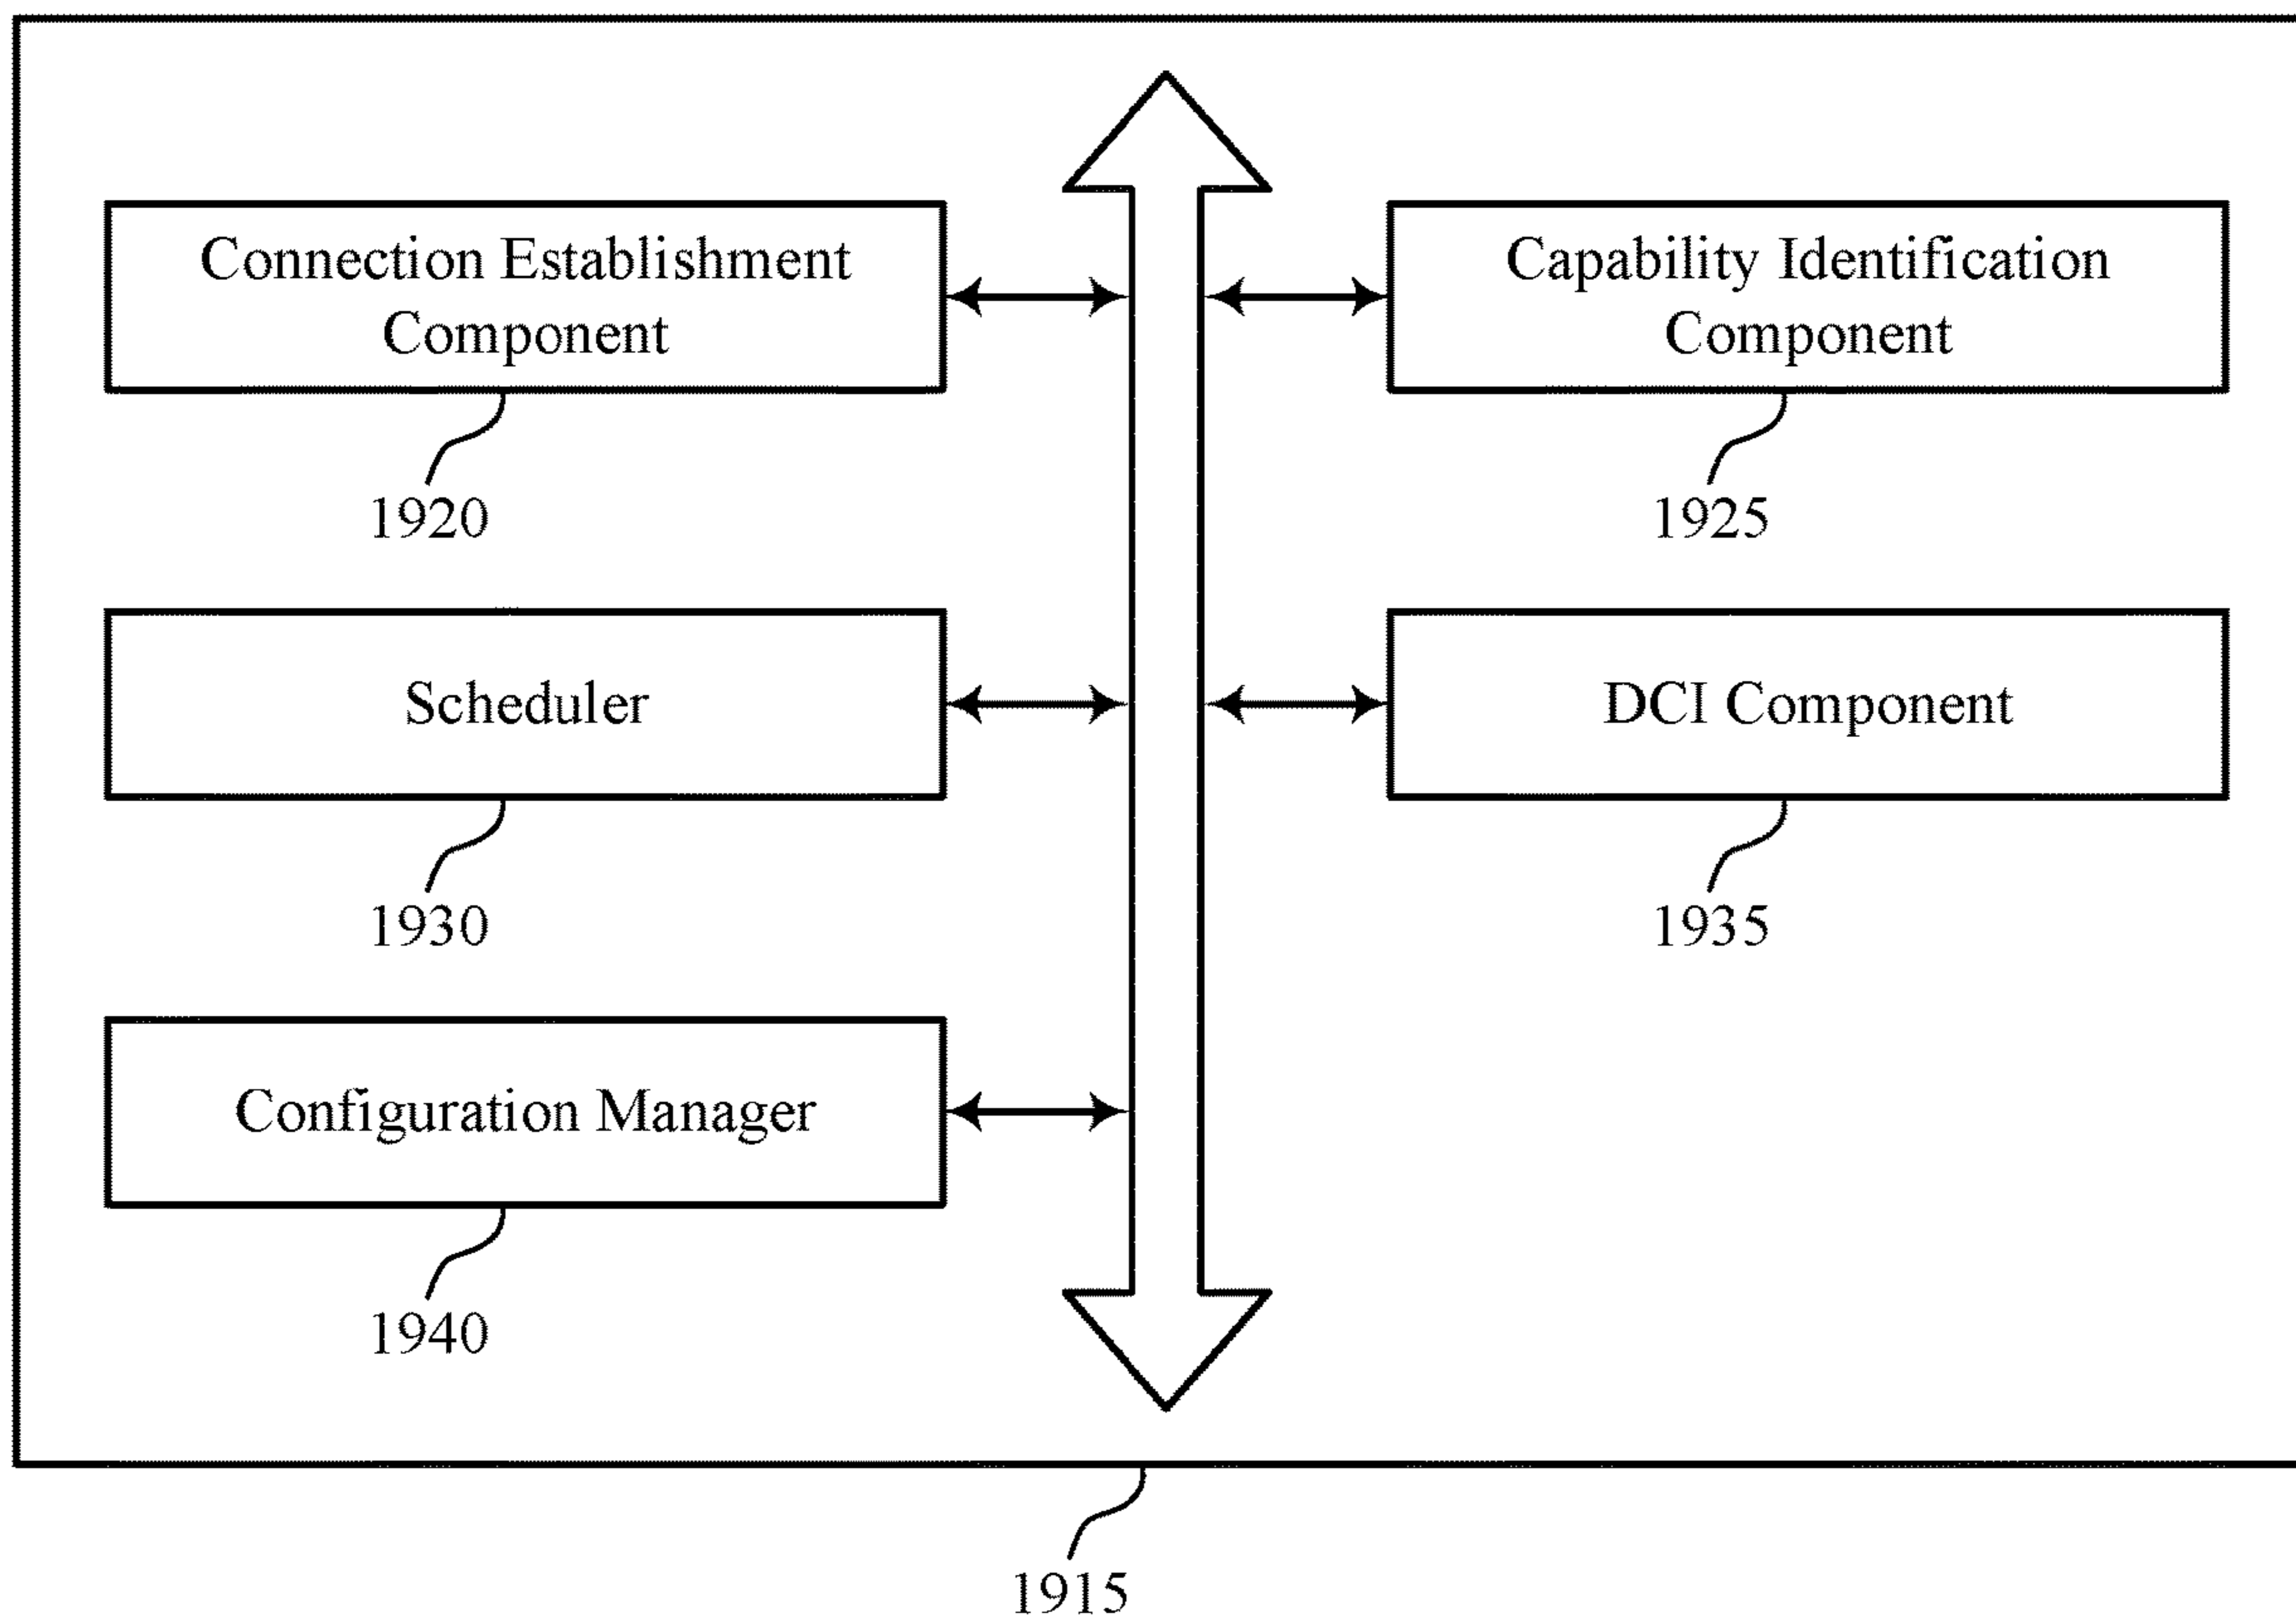 Connection Establishment
Component
1920
Capability Identification
Component
1925
Scheduler
1930
DCI Component
1935
Configuration Manager
1940
1915